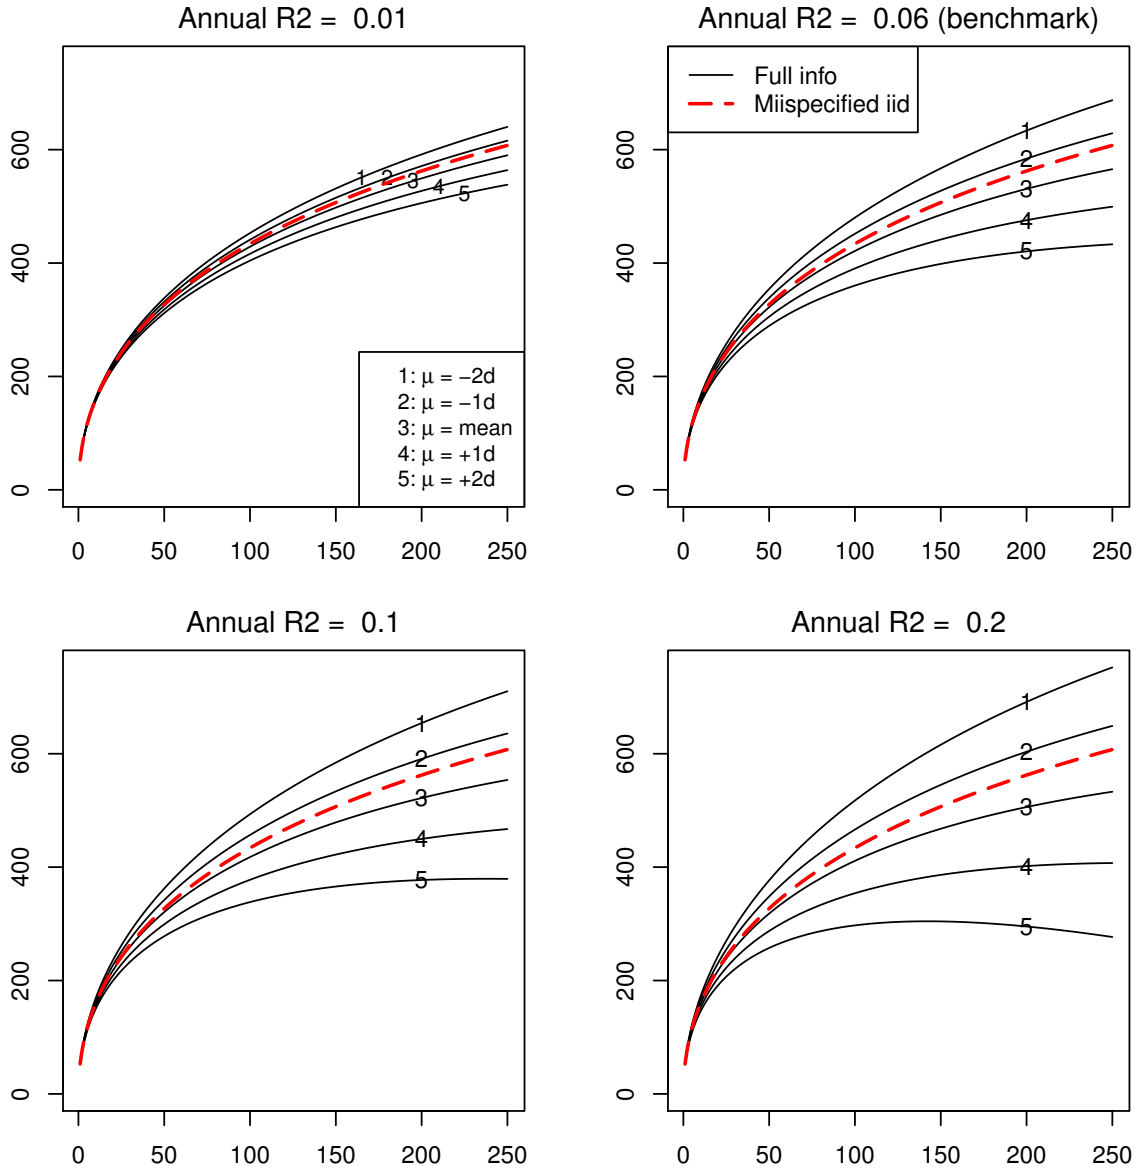 Annual R2 = 0.01
600
400
200
0
1
2
3
4
5
1: μ = −2d
2: μ = −1d
3: μ = mean
4: μ = +1d
5: μ = +2d
0 50 100 150 200 250
Annual R2 = 0.06 (benchmark)
Full info
Miispecified iid
600
400
200
0
1
2
3
4
5
0 50 100 150 200 250
Annual R2 = 0.1
600
400
200
0
1
2
3
4
5
0 50 100 150 200 250
Annual R2 = 0.2
600
400
200
0
1
2
3
4
5
0 50 100 150 200 250